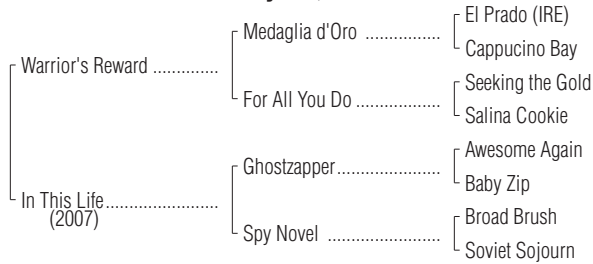 El Prado (IRE)
Medaglia d'Oro ................
Cappucino Bay
Warrior's Reward ..............
Seeking the Gold
For All You Do ..................
Salina Cookie
Awesome Again
Ghostzapper......................
Baby Zip
In This Life........................
(2007)
Broad Brush
Spy Novel ........................
Soviet Sojourn